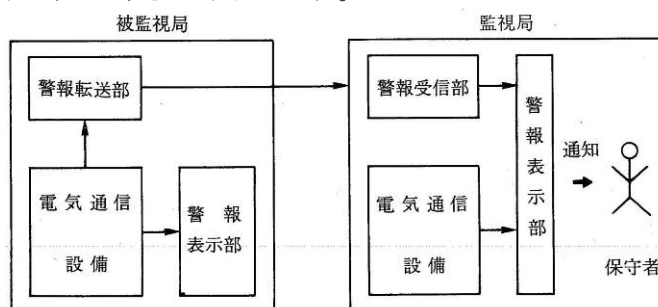 被監視局
監視局
警報転送部
警報受信部
警報表示部
通知
電気通信
設備
警報
表示部
電気通信
設備
保守者